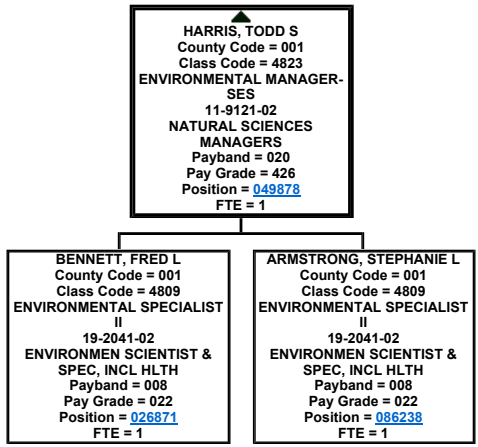 HARRIS, TODD S
County Code = 001
Class Code = 4823
ENVIRONMENTAL MANAGER-
SES
11-9121-02
NATURAL SCIENCES
MANAGERS
Payband = 020
Pay Grade = 426
Position = 049878
FTE = 1
BENNETT, FRED L
County Code = 001
Class Code = 4809
ENVIRONMENTAL SPECIALIST
II
19-2041-02
ENVIRONMEN SCIENTIST &
SPEC, INCL HLTH
Payband = 008
Pay Grade = 022
Position = 026871
FTE = 1
ARMSTRONG, STEPHANIE L
County Code = 001
Class Code = 4809
ENVIRONMENTAL SPECIALIST
II
19-2041-02
ENVIRONMEN SCIENTIST &
SPEC, INCL HLTH
Payband = 008
Pay Grade = 022
Position = 086238
FTE = 1